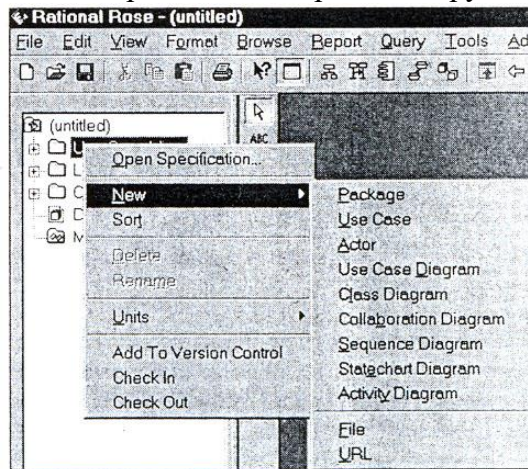 Rational Rose - (untitled)
File Edit View Format Browse Report Query Tools Ad
ABC
(untitled)
U
L
C
D
M
Open Specification...
New
Sort
Delete
Rename
Units
Add To Version Control
Check In
Check Out
Package
Use Case
Actor
Use Case Diagram
Class Diagram
Collaboration Diagram
Sequence Diagram
Statechart Diagram
Activity Diagram
File
URL